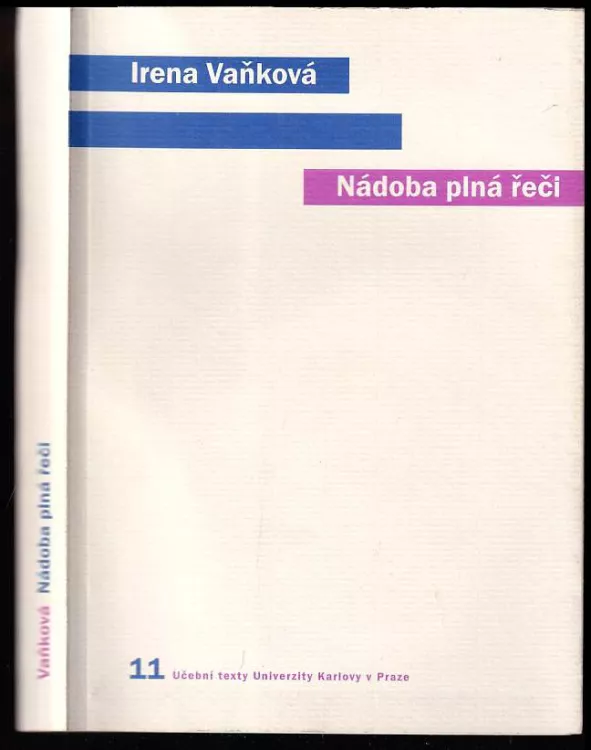 Irena Vaňková
Nádoba plná řeči
11 Učební texty Univerzity Karlovy v Praze
Vaňková Nádoba plná řeči